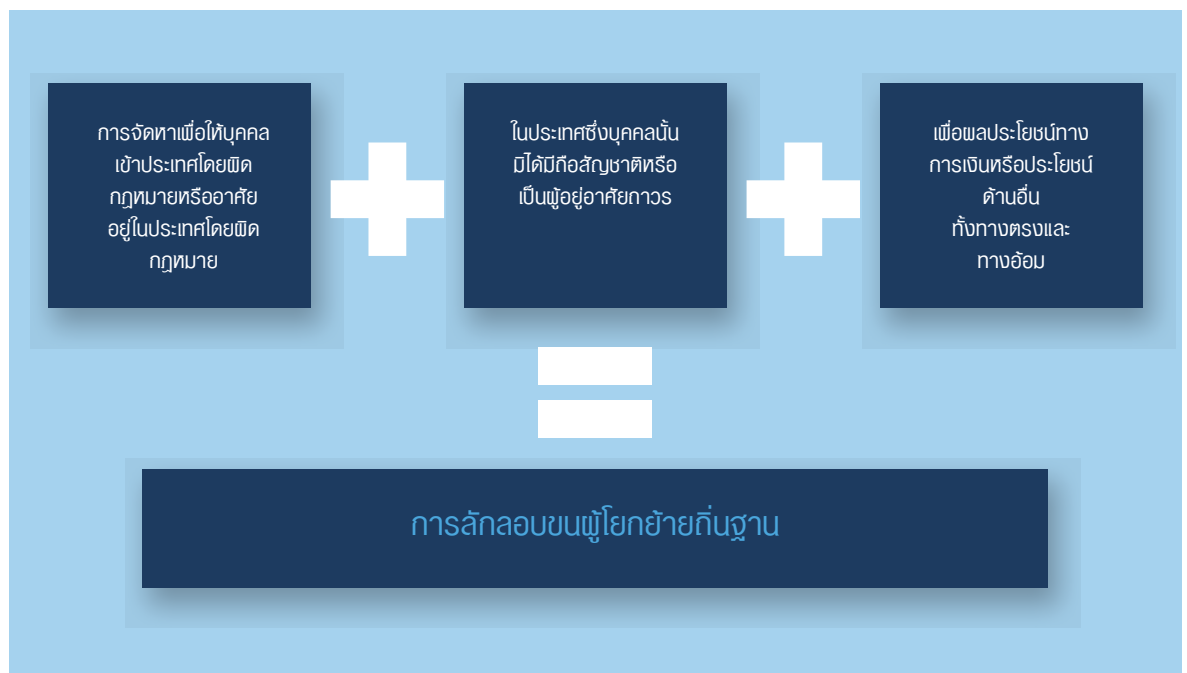 การจัดหาเพื่อให้บุคคล
เข้าประเทศโดยผิด
กฎหมายหรืออาศัย
อยู่ในประเทศโดยผิด
กฎหมาย
ในประเทศซึ่งบุคคลนั้น
มิได้มีถือสัญชาติหรือ
เป็นผู้อยู่อาศัยถาวร
เพื่อผลประโยชน์ทาง
การเงินหรือประโยชน์
ด้านอื่น
ทั้งทางตรงและ
ทางอ้อม
การลักลอบขนผู้โยกย้ายถิ่นฐาน